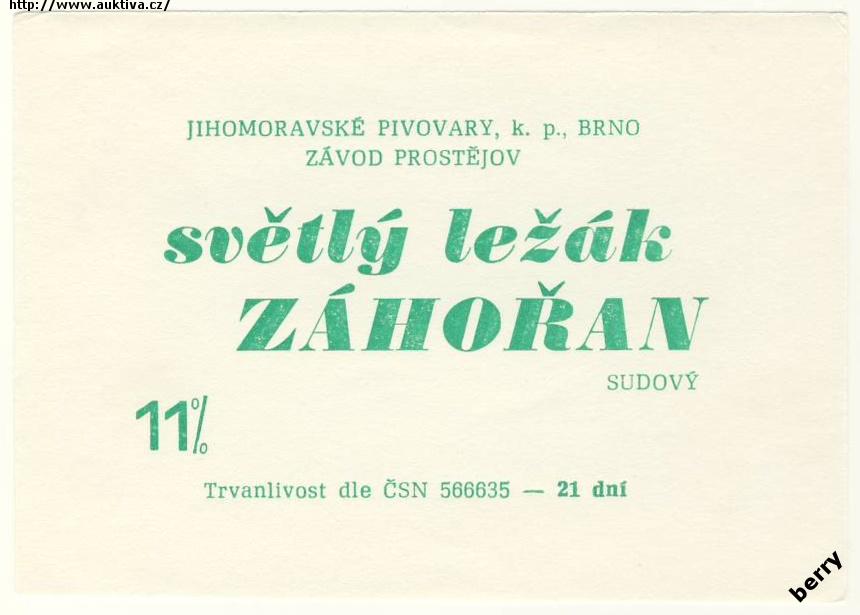 http://www.auktiva.cz/
JIHOMORAVSKÉ PIVOVARY, k. p., BRNO
ZÁVOD PROSTĚJOV
světlý ležák
ZÁHOŘAN
SUDOVÝ
11%
Trvanlivost dle ČSN 566635 — 21 dní
berry